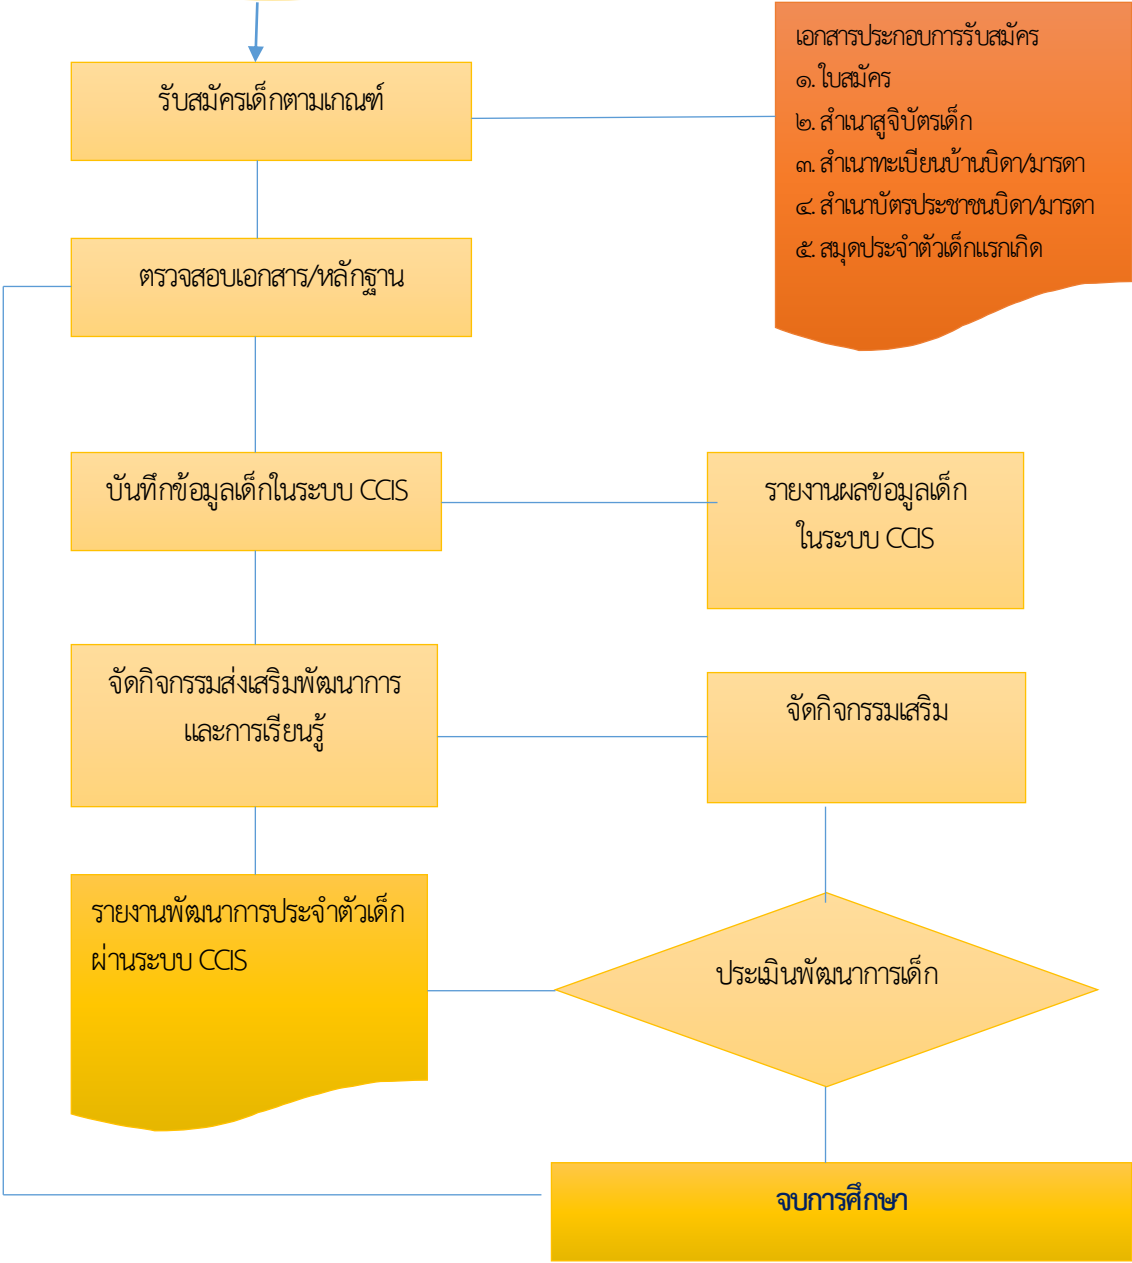 รับสมัครเด็กตามเกณฑ์
เอกสารประกอบการรับสมัคร
๑. ใบสมัคร
๒. สำเนาสูจิบัตรเด็ก
๓. สำเนาทะเบียนบ้านบิดา/มารดา
๔. สำเนาบัตรประชาชนบิดา/มารดา
๕. สมุดประจำตัวเด็กแรกเกิด
ตรวจสอบเอกสาร/หลักฐาน
บันทึกข้อมูลเด็กในระบบ CCIS
รายงานผลข้อมูลเด็ก
ในระบบ CCIS
จัดกิจกรรมส่งเสริมพัฒนาการ
และการเรียนรู้
จัดกิจกรรมเสริม
รายงานพัฒนาการประจำตัวเด็ก
ผ่านระบบ CCIS
ประเมินพัฒนาการเด็ก
จบการศึกษา